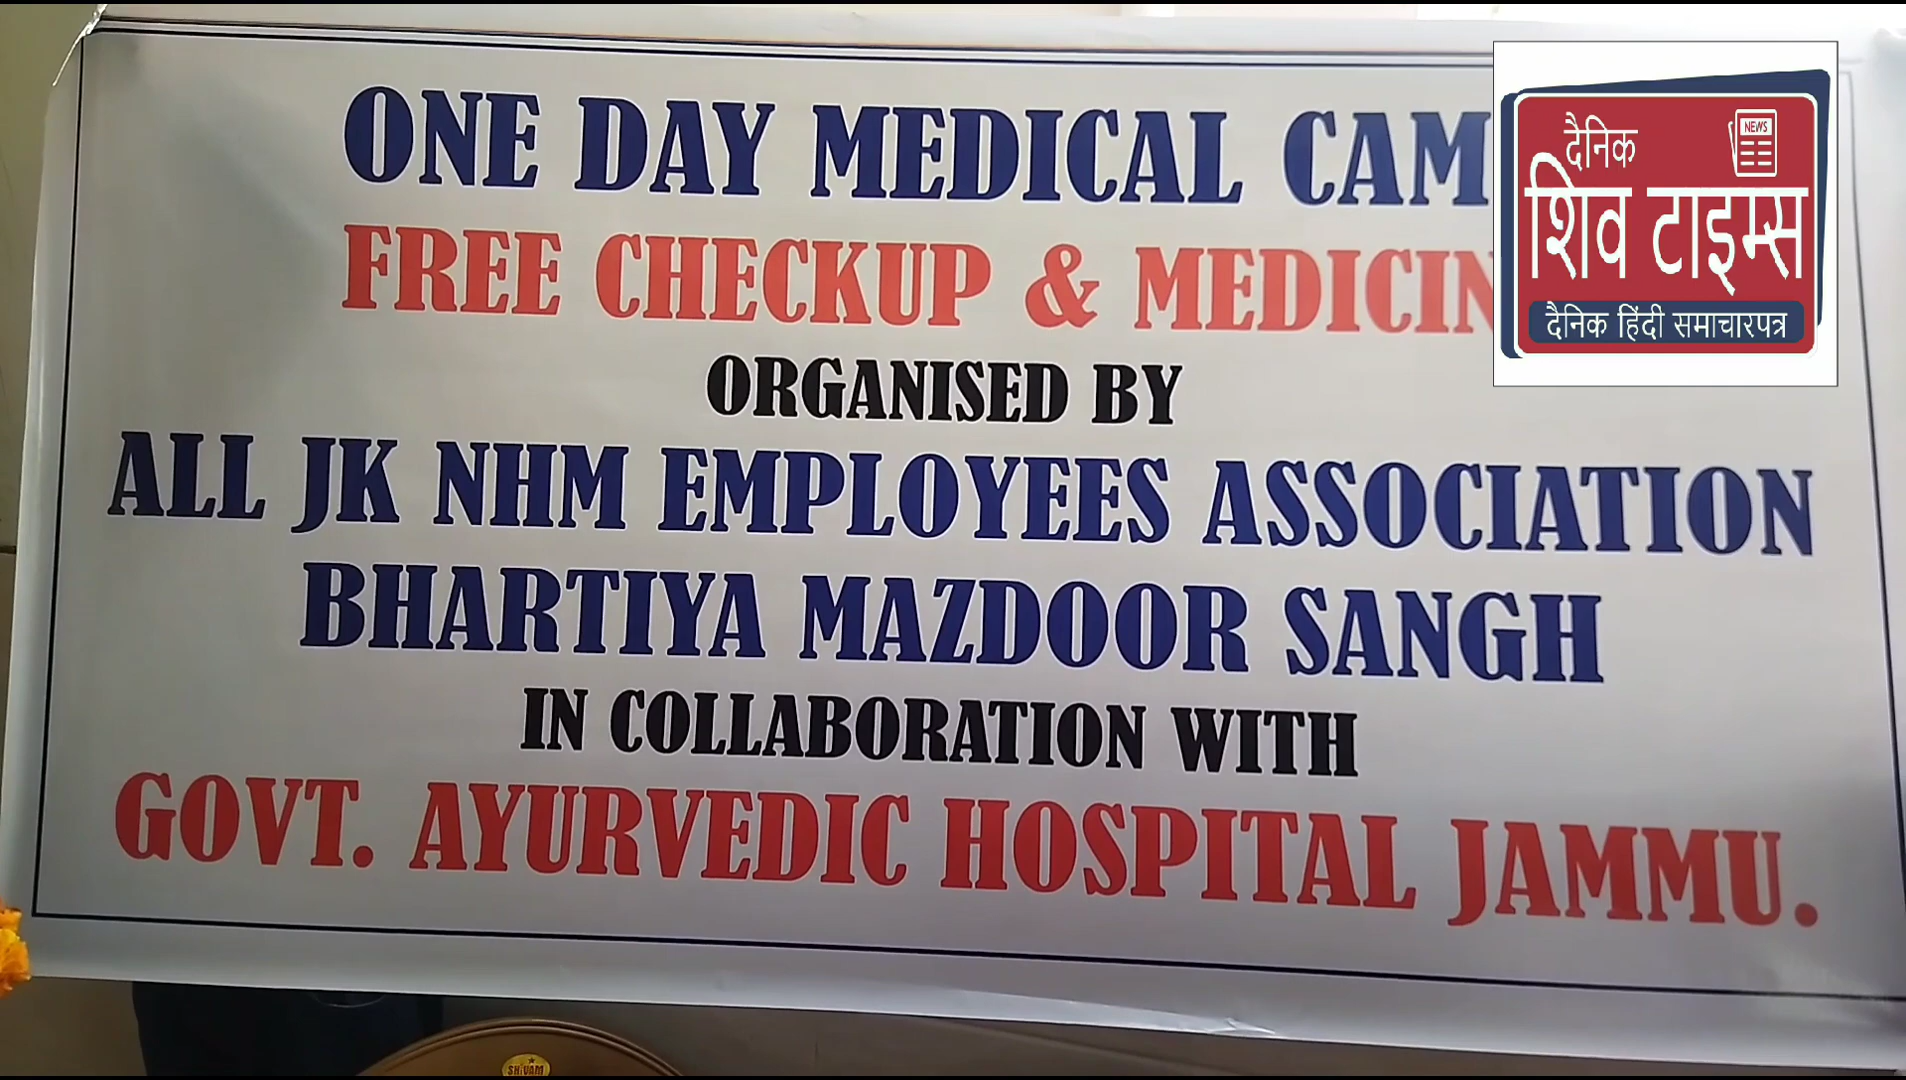 ONE DAY MEDICAL CAM
FREE CHECKUP & MEDICIN
ORGANISED BY
ALL JK NHM EMPLOYEES ASSOCIATION
BHARTIYA MAZDOOR SANGH
IN COLLABORATION WITH
GOVT. AYURVEDIC HOSPITAL JAMMU.
दैनिक
NEWS
शिव टाइम्स
दैनिक हिंदी समाचारपत्र
SHIVAM